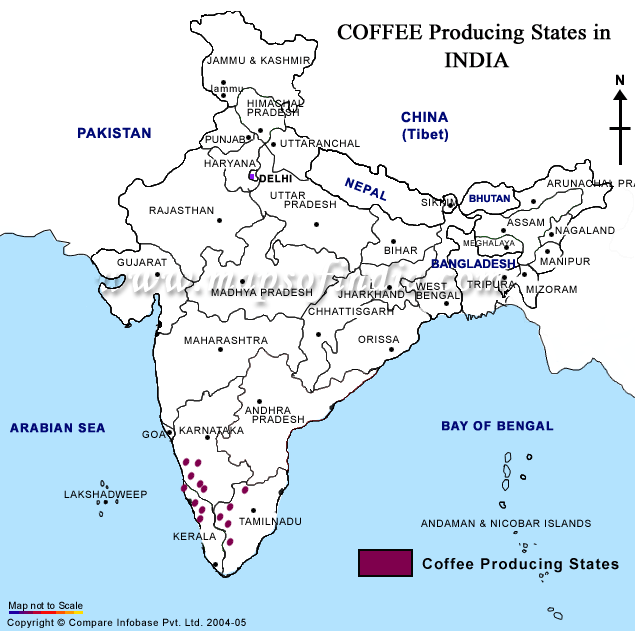 COFFEE Producing States in
INDIA
N
JAMMU & KASHMIR
Jammu
HIMACHAL
PRADESH
CHINA
(Tibet)
PAKISTAN
PUNJAB
UTTARANCHAL
HARYANA
DELHI
NEPAL
UTTAR
PRADESH
SIKKIM
BHUTAN
ARUNACHAL PRA
RAJASTHAN
ASSAM
NAGALAND
BIHAR
MEGHALAYA
GUJARAT
BANGLADESH
MANIPUR
www.mapsofindia.com
MADHYA PRADESH
JHARKHAND
WEST
BENGAL
TRIPURA
MIZORAM
CHHATTISGARH
MAHARASHTRA
ORISSA
ANDHRA
PRADESH
ARABIAN SEA
GOA
KARNATAKA
BAY OF BENGAL
LAKSHADWEEP
TAMILNADU
ANDAMAN & NICOBAR ISLANDS
KERALA
Coffee Producing States
Map not to Scale
Copyright © Compare Infobase Pvt. Ltd. 2004-05